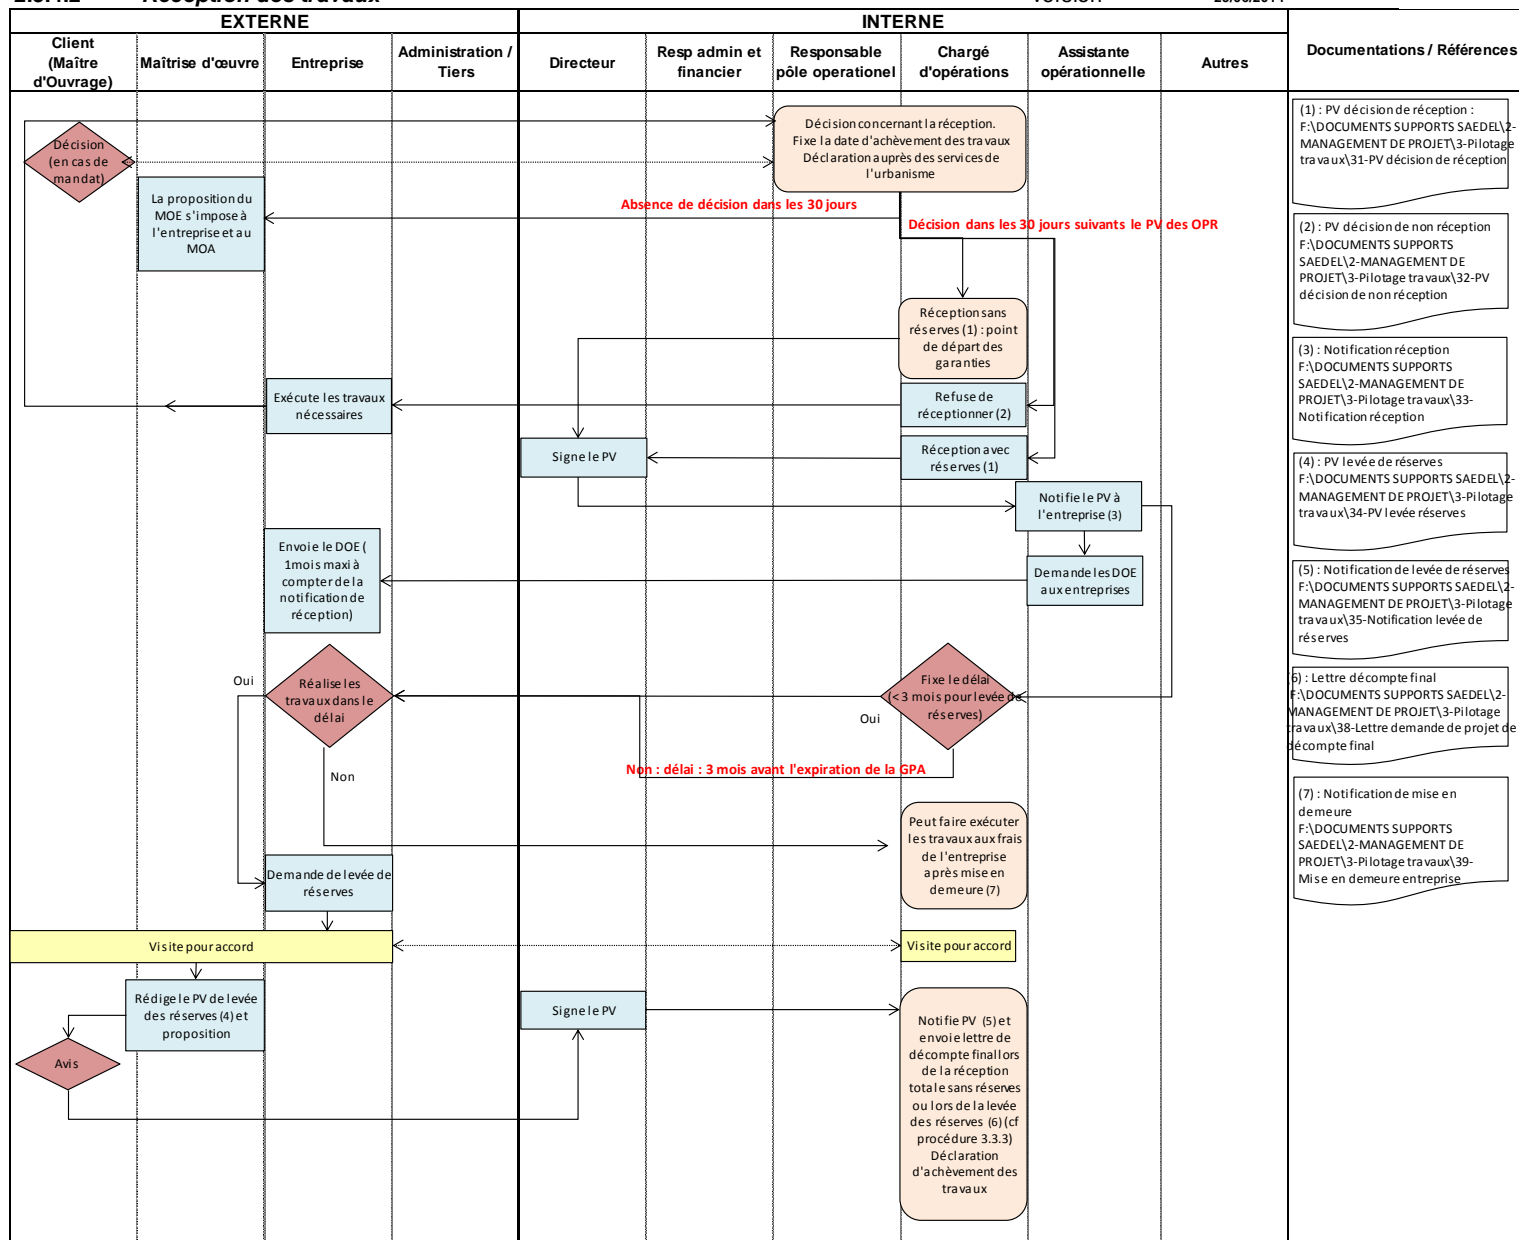 Réception des travaux
EXTERNE
INTERNE
Client
(Maître
d'Ouvrage)
Maîtrise d'œuvre
Entreprise
Administration /
Tiers
Directeur
Resp admin et
financier
Responsable
pôle operationel
Chargé
d'opérations
Assistante
opérationnelle
Autres
Documentations / Références
Décision
(en cas de
mandat)
Décision concernant la réception.
Fixe la date d'achèvement des travaux
Déclaration auprès des services de
l'urbanisme
La proposition du
MOE s'impose à
l'entreprise et au
MOA
Absence de décision dans les 30 jours
Décision dans les 30 jours suivants le PV des OPR
Réception sans
réserves (1) : point
de départ des
garanties
Exécute les travaux
nécessaires
Refuse de
réceptionner (2)
Signe le PV
Réception avec
réserves (1)
Notifie le PV à
l'entreprise (3)
Envoie le DOE (
1mois maxi à
compter de la
notification de
réception)
Demande les DOE
aux entreprises
Oui
Réalise les
travaux dans le
délai
Fixe le délai
(< 3 mois pour levée de
réserves)
Oui
Non : délai : 3 mois avant l'expiration de la GPA
Non
Peut faire exécuter
les travaux aux frais
de l'entreprise
après mise en
demeure (7)
Demande de levée de
réserves
Visite pour accord
Visite pour accord
Rédige le PV de levée
des réserves (4) et
proposition
Avis
Signe le PV
Notifie PV (5) et
envoie lettre de
décompte final lors
de la réception
totale sans réserves
ou lors de la levée
des réserves (6) (cf
procédure 3.3.3)
Déclaration
d'achèvement des
travaux
(1) : PV décision de réception :
F:\DOCUMENTS SUPPORTS SAEDEL\2-
MANAGEMENT DE PROJET\3-Pilotage
travaux\31-PV décision de réception
(2) : PV décision de non réception
F:\DOCUMENTS SUPPORTS
SAEDEL\2-MANAGEMENT DE
PROJET\3-Pilotage travaux\32-PV
décision de non réception
(3) : Notification réception
F:\DOCUMENTS SUPPORTS
SAEDEL\2-MANAGEMENT DE
PROJET\3-Pilotage travaux\33-
Notification réception
(4) : PV levée de réserves
F:\DOCUMENTS SUPPORTS SAEDEL\2-
MANAGEMENT DE PROJET\3-Pilotage
travaux\34-PV levée réserves
(5) : Notification de levée de réserves
F:\DOCUMENTS SUPPORTS SAEDEL\2-
MANAGEMENT DE PROJET\3-Pilotage
travaux\35-Notification levée de
réserves
(6) : Lettre décompte final
F:\DOCUMENTS SUPPORTS SAEDEL\2-
MANAGEMENT DE PROJET\3-Pilotage
travaux\38-Lettre demande de projet de
décompte final
(7) : Notification de mise en
demeure
F:\DOCUMENTS SUPPORTS
SAEDEL\2-MANAGEMENT DE
PROJET\3-Pilotage travaux\39-
Mise en demeure entreprise